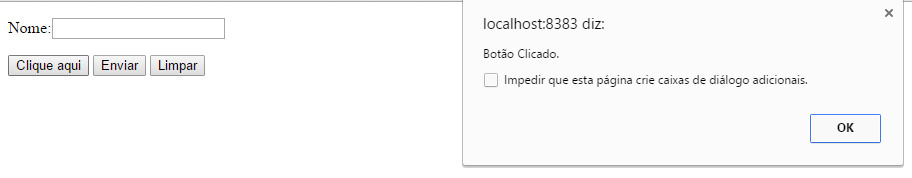 Nome:
Clique aqui Enviar Limpar
localhost:8383 diz:
Botão Clicado.
Impedir que esta página crie caixas de diálogo adicionais.
OK